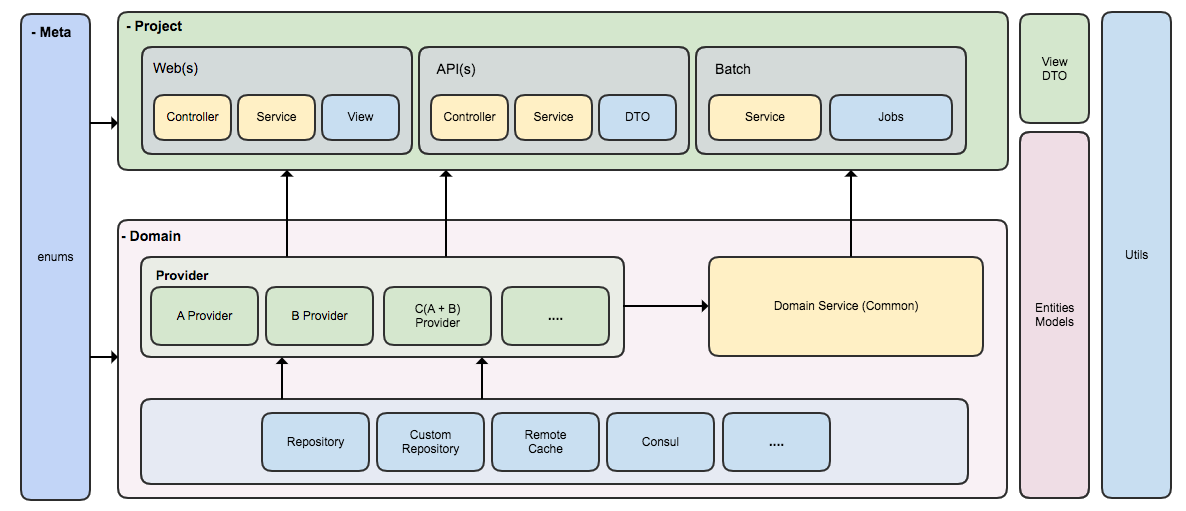 - Meta
enums
- Project
Web(s)
Controller
Service
View
API(s)
Controller
Service
DTO
Batch
Service
Jobs
- Domain
Provider
A Provider
B Provider
C(A + B)
Provider
....
Domain Service (Common)
Repository
Custom
Repository
Remote
Cache
Consul
....
View
DTO
Entities
Models
Utils